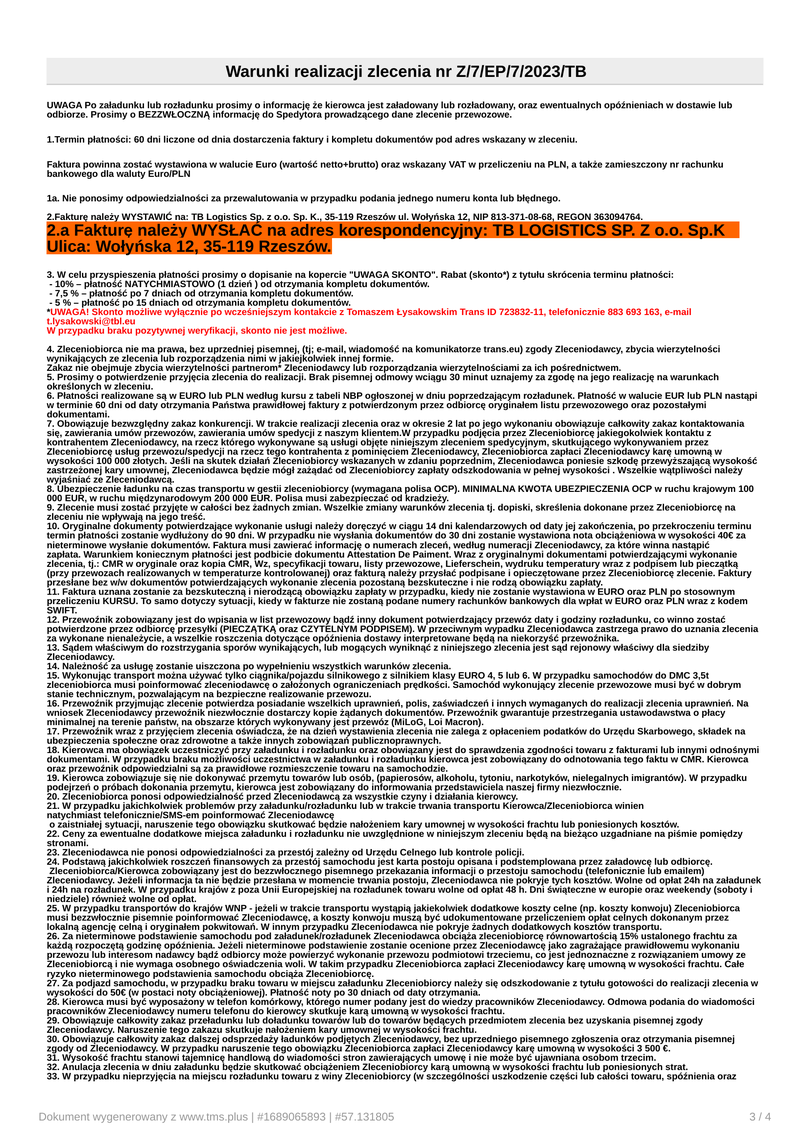 Warunki realizacji zlecenia nr Z/7/EP/7/2023/TB
UWAGA Po załadunku lub rozładunku prosimy o informację że kierowca jest załadowany lub rozładowany, oraz ewentualnych opóźnieniach w dostawie lub
odbiorze. Prosimy o BEZZWŁOCZNĄ informację do Spedytora prowadzącego dane zlecenie przewozowe.
1.Termin płatności: 60 dni liczone od dnia dostarczenia faktury i kompletu dokumentów pod adres wskazany w zleceniu.
Faktura powinna zostać wystawiona w walucie Euro (wartość netto+brutto) oraz wskazany VAT w przeliczeniu na PLN, a także zamieszczony nr rachunku
bankowego dla waluty Euro/PLN
1a. Nie ponosimy odpowiedzialności za przewalutowania w przypadku podania jednego numeru konta lub błędnego.
2.Fakturę należy WYSTAWIĆ na: TB Logistics Sp. z o.o. Sp. K., 35-119 Rzeszów ul. Wołyńska 12, NIP 813-371-08-68, REGON 363094764.
2.a Fakturę należy WYSŁAĆ na adres korespondencyjny: TB LOGISTICS SP. Z o.o. Sp.K
Ulica: Wołyńska 12, 35-119 Rzeszów.
3. W celu przyspieszenia płatności prosimy o dopisanie na kopercie "UWAGA SKONTO". Rabat (skonto*) z tytułu skrócenia terminu płatności:
- 10% – płatność NATYCHMIASTOWO (1 dzień ) od otrzymania kompletu dokumentów.
- 7,5 % – płatność po 7 dniach od otrzymania kompletu dokumentów.
- 5 % – płatność po 15 dniach od otrzymania kompletu dokumentów.
*UWAGA! Skonto możliwe wyłącznie po wcześniejszym kontakcie z Tomaszem Łysakowskim Trans ID 723832-11, telefonicznie 883 693 163, e-mail
t.lysakowski@tbl.eu
W przypadku braku pozytywnej weryfikacji, skonto nie jest możliwe.
4. Zleceniobiorca nie ma prawa, bez uprzedniej pisemnej, (tj; e-mail, wiadomość na komunikatorze trans.eu) zgody Zleceniodawcy, zbycia wierzytelności
wynikających ze zlecenia lub rozporządzenia nimi w jakiejkolwiek innej formie.
Zakaz nie obejmuje zbycia wierzytelności partnerom* Zleceniodawcy lub rozporządzania wierzytelnościami za ich pośrednictwem.
5. Prosimy o potwierdzenie przyjęcia zlecenia do realizacji. Brak pisemnej odmowy wciągu 30 minut uznajemy za zgodę na jego realizację na warunkach
określonych w zleceniu.
6. Płatności realizowane są w EURO lub PLN według kursu z tabeli NBP ogłoszonej w dniu poprzedzającym rozładunek. Płatność w walucie EUR lub PLN nastąpi
w terminie 60 dni od daty otrzymania Państwa prawidłowej faktury z potwierdzonym przez odbiorcę oryginałem listu przewozowego oraz pozostałymi
dokumentami.
7. Obowiązuje bezwzględny zakaz konkurencji. W trakcie realizacji zlecenia oraz w okresie 2 lat po jego wykonaniu obowiązuje całkowity zakaz kontaktowania
się, zawierania umów przewozów, zawierania umów spedycji z naszym klientem.W przypadku podjęcia przez Zleceniobiorcę jakiegokolwiek kontaktu z
kontrahentem Zleceniodawcy, na rzecz którego wykonywane są usługi objęte niniejszym zleceniem spedycyjnym, skutkującego wykonywaniem przez
Zleceniobiorcę usług przewozu/spedycji na rzecz tego kontrahenta z pominięciem Zleceniodawcy, Zleceniobiorca zapłaci Zleceniodawcy karę umowną w
wysokości 100 000 złotych. Jeśli na skutek działań Zleceniobiorcy wskazanych w zdaniu poprzednim, Zleceniodawca poniesie szkodę przewyższającą wysokość
zastrzeżonej kary umownej, Zleceniodawca będzie mógł zażądać od Zleceniobiorcy zapłaty odszkodowania w pełnej wysokości . Wszelkie wątpliwości należy
wyjaśniać ze Zleceniodawcą.
8. Ubezpieczenie ładunku na czas transportu w gestii zleceniobiorcy (wymagana polisa OCP). MINIMALNA KWOTA UBEZPIECZENIA OCP w ruchu krajowym 100
000 EUR, w ruchu międzynarodowym 200 000 EUR. Polisa musi zabezpieczać od kradzieży.
9. Zlecenie musi zostać przyjęte w całości bez żadnych zmian. Wszelkie zmiany warunków zlecenia tj. dopiski, skreślenia dokonane przez Zleceniobiorcę na
zleceniu nie wpływają na jego treść.
10. Oryginalne dokumenty potwierdzające wykonanie usługi należy doręczyć w ciągu 14 dni kalendarzowych od daty jej zakończenia, po przekroczeniu terminu
termin płatności zostanie wydłużony do 90 dni. W przypadku nie wysłania dokumentów do 30 dni zostanie wystawiona nota obciążeniowa w wysokości 40€ za
nieterminowe wysłanie dokumentów. Faktura musi zawierać informację o numerach zleceń, według numeracji Zleceniodawcy, za które winna nastąpić
zapłata. Warunkiem koniecznym płatności jest podbicie dokumentu Attestation De Paiment. Wraz z oryginalnymi dokumentami potwierdzającymi wykonanie
zlecenia, tj.: CMR w oryginale oraz kopia CMR, Wz, specyfikacji towaru, listy przewozowe, Lieferschein, wydruku temperatury wraz z podpisem lub pieczątką
(przy przewozach realizowanych w temperaturze kontrolowanej) oraz fakturą należy przysłać podpisane i opieczętowane przez Zleceniobiorcę zlecenie. Faktury
przesłane bez w/w dokumentów potwierdzających wykonanie zlecenia pozostaną bezskuteczne i nie rodzą obowiązku zapłaty.
11. Faktura uznana zostanie za bezskuteczną i nierodzącą obowiązku zapłaty w przypadku, kiedy nie zostanie wystawiona w EURO oraz PLN po stosownym
przeliczeniu KURSU. To samo dotyczy sytuacji, kiedy w fakturze nie zostaną podane numery rachunków bankowych dla wpłat w EURO oraz PLN wraz z kodem
SWIFT.
12. Przewoźnik zobowiązany jest do wpisania w list przewozowy bądź inny dokument potwierdzający przewóz daty i godziny rozładunku, co winno zostać
potwierdzone przez odbiorcę przesyłki (PIECZĄTKĄ oraz CZYTELNYM PODPISEM). W przeciwnym wypadku Zleceniodawca zastrzega prawo do uznania zlecenia
za wykonane nienależycie, a wszelkie roszczenia dotyczące opóźnienia dostawy interpretowane będą na niekorzyść przewoźnika.
13. Sądem właściwym do rozstrzygania sporów wynikających, lub mogących wyniknąć z niniejszego zlecenia jest sąd rejonowy właściwy dla siedziby
Zleceniodawcy.
14. Należność za usługę zostanie uiszczona po wypełnieniu wszystkich warunków zlecenia.
15. Wykonując transport można używać tylko ciągnika/pojazdu silnikowego z silnikiem klasy EURO 4, 5 lub 6. W przypadku samochodów do DMC 3,5t
zleceniobiorca musi poinformować zleceniodawcę o założonych ograniczeniach prędkości. Samochód wykonujący zlecenie przewozowe musi być w dobrym
stanie technicznym, pozwalającym na bezpieczne realizowanie przewozu.
16. Przewoźnik przyjmując zlecenie potwierdza posiadanie wszelkich uprawnień, polis, zaświadczeń i innych wymaganych do realizacji zlecenia uprawnień. Na
wniosek Zleceniodawcy przewoźnik niezwłocznie dostarczy kopie żądanych dokumentów. Przewoźnik gwarantuje przestrzegania ustawodawstwa o płacy
minimalnej na terenie państw, na obszarze których wykonywany jest przewóz (MiLoG, Loi Macron).
17. Przewoźnik wraz z przyjęciem zlecenia oświadcza, że na dzień wystawienia zlecenia nie zalega z opłaceniem podatków do Urzędu Skarbowego, składek na
ubezpieczenia społeczne oraz zdrowotne a także innych zobowiązań publicznoprawnych.
18. Kierowca ma obowiązek uczestniczyć przy załadunku i rozładunku oraz obowiązany jest do sprawdzenia zgodności towaru z fakturami lub innymi odnośnymi
dokumentami. W przypadku braku możliwości uczestnictwa w załadunku i rozładunku kierowca jest zobowiązany do odnotowania tego faktu w CMR. Kierowca
oraz przewoźnik odpowiedzialni są za prawidłowe rozmieszczenie towaru na samochodzie.
19. Kierowca zobowiązuje się nie dokonywać przemytu towarów lub osób, (papierosów, alkoholu, tytoniu, narkotyków, nielegalnych imigrantów). W przypadku
podejrzeń o próbach dokonania przemytu, kierowca jest zobowiązany do informowania przedstawiciela naszej firmy niezwłocznie.
20. Zleceniobiorca ponosi odpowiedzialność przed Zleceniodawcą za wszystkie czyny i działania kierowcy.
21. W przypadku jakichkolwiek problemów przy załadunku/rozładunku lub w trakcie trwania transportu Kierowca/Zleceniobiorca winien
natychmiast telefonicznie/SMS-em poinformować Zleceniodawcę
o zaistniałej sytuacji, naruszenie tego obowiązku skutkować będzie nałożeniem kary umownej w wysokości frachtu lub poniesionych kosztów.
22. Ceny za ewentualne dodatkowe miejsca załadunku i rozładunku nie uwzględnione w niniejszym zleceniu będą na bieżąco uzgadniane na piśmie pomiędzy
stronami.
23. Zleceniodawca nie ponosi odpowiedzialności za przestój zależny od Urzędu Celnego lub kontrole policji.
24. Podstawą jakichkolwiek roszczeń finansowych za przestój samochodu jest karta postoju opisana i podstemplowana przez załadowcę lub odbiorcę.
Zleceniobiorca/Kierowca zobowiązany jest do bezzwłocznego pisemnego przekazania informacji o przestoju samochodu (telefonicznie lub emailem)
Zleceniodawcy. Jeżeli informacja ta nie będzie przesłana w momencie trwania postoju, Zleceniodawca nie pokryje tych kosztów. Wolne od opłat 24h na załadunek
i 24h na rozładunek. W przypadku krajów z poza Unii Europejskiej na rozładunek towaru wolne od opłat 48 h. Dni świąteczne w europie oraz weekendy (soboty i
niedziele) również wolne od opłat.
25. W przypadku transportów do krajów WNP - jeżeli w trakcie transportu wystąpią jakiekolwiek dodatkowe koszty celne (np. koszty konwoju) Zleceniobiorca
musi bezzwłocznie pisemnie poinformować Zleceniodawcę, a koszty konwoju muszą być udokumentowane przeliczeniem opłat celnych dokonanym przez
lokalną agencję celną i oryginałem pokwitowań. W innym przypadku Zleceniodawca nie pokryje żadnych dodatkowych kosztów transportu.
26. Za nieterminowe podstawienie samochodu pod załadunek/rozładunek Zleceniodawca obciąża zleceniobiorcę równowartością 15% ustalonego frachtu za
każdą rozpoczętą godzinę opóźnienia. Jeżeli nieterminowe podstawienie zostanie ocenione przez Zleceniodawcę jako zagrażające prawidłowemu wykonaniu
przewozu lub interesom nadawcy bądź odbiorcy może powierzyć wykonanie przewozu podmiotowi trzeciemu, co jest jednoznaczne z rozwiązaniem umowy ze
Zleceniobiorcą i nie wymaga osobnego oświadczenia woli. W takim przypadku Zleceniobiorca zapłaci Zleceniodawcy karę umowną w wysokości frachtu. Całe
ryzyko nieterminowego podstawienia samochodu obciąża Zleceniobiorcę.
27. Za podjazd samochodu, w przypadku braku towaru w miejscu załadunku Zleceniobiorcy należy się odszkodowanie z tytułu gotowości do realizacji zlecenia w
wysokości do 50€ (w postaci noty obciążeniowej). Płatność noty po 30 dniach od daty otrzymania.
28. Kierowca musi być wyposażony w telefon komórkowy, którego numer podany jest do wiedzy pracowników Zleceniodawcy. Odmowa podania do wiadomości
pracowników Zleceniodawcy numeru telefonu do kierowcy skutkuje karą umowną w wysokości frachtu.
29. Obowiązuje całkowity zakaz przeładunku lub doładunku towarów lub do towarów będących przedmiotem zlecenia bez uzyskania pisemnej zgody
Zleceniodawcy. Naruszenie tego zakazu skutkuje nałożeniem kary umownej w wysokości frachtu.
30. Obowiązuje całkowity zakaz dalszej odsprzedaży ładunków podjętych Zleceniodawcy, bez uprzedniego pisemnego zgłoszenia oraz otrzymania pisemnej
zgody od Zleceniodawcy. W przypadku naruszenie tego obowiązku Zleceniobiorca zapłaci Zleceniodawcy karę umowną w wysokości 3 500 €.
31. Wysokość frachtu stanowi tajemnicę handlową do wiadomości stron zawierających umowę i nie może być ujawniana osobom trzecim.
32. Anulacja zlecenia w dniu załadunku będzie skutkować obciążeniem Zleceniobiorcy karą umowną w wysokości frachtu lub poniesionych strat.
33. W przypadku nieprzyjęcia na miejscu rozładunku towaru z winy Zleceniobiorcy (w szczególności uszkodzenie części lub całości towaru, spóźnienia oraz
Dokument wygenerowany z www.tms.plus | #1689065893 | #57.131805
3 / 4